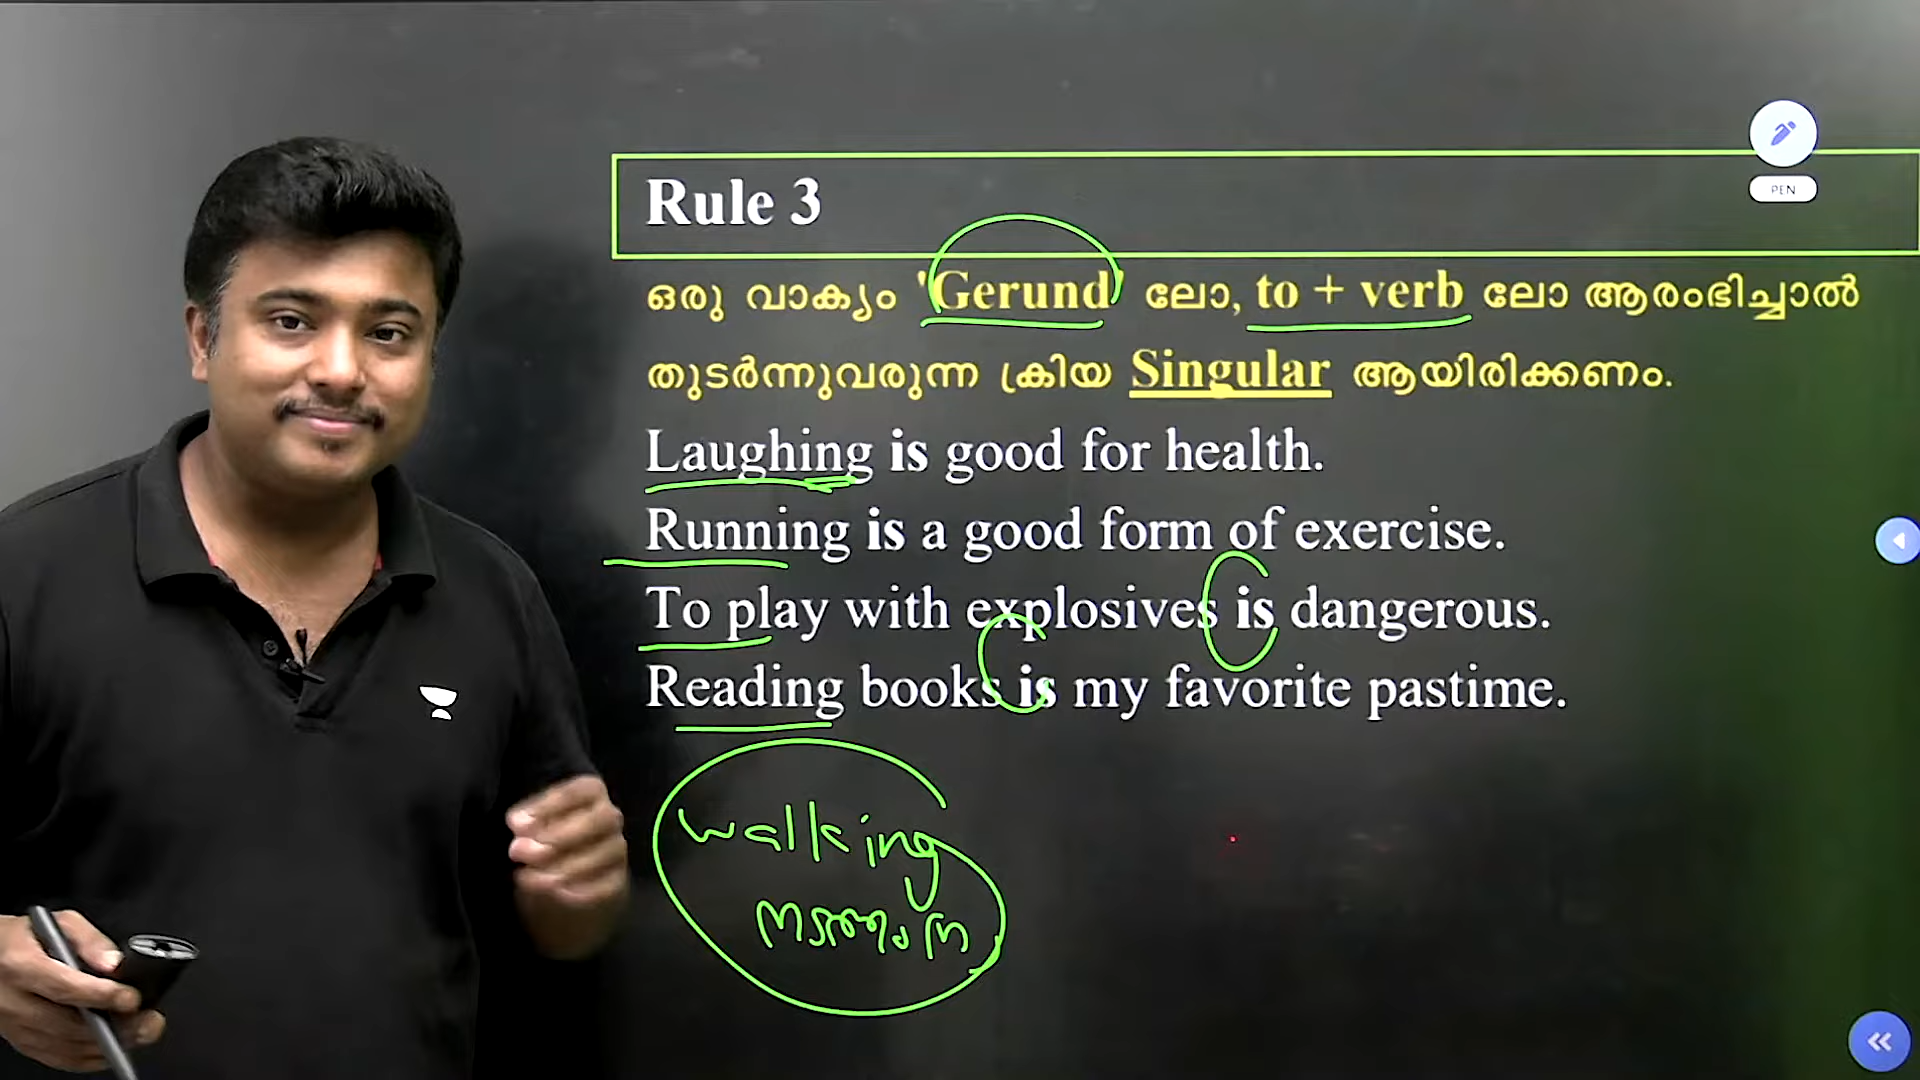 PEN
Rule 3
ഒരു വാക്യം 'Gerund' ലോ, to + verb ലോ ആരംഭിച്ചാൽ
തുടർന്നുവരുന്ന ക്രിയ Singular ആയിരിക്കണം.
Laughing is good for health.
Running is a good form of exercise.
To play with explosives is dangerous.
Reading books is my favorite pastime.
walking